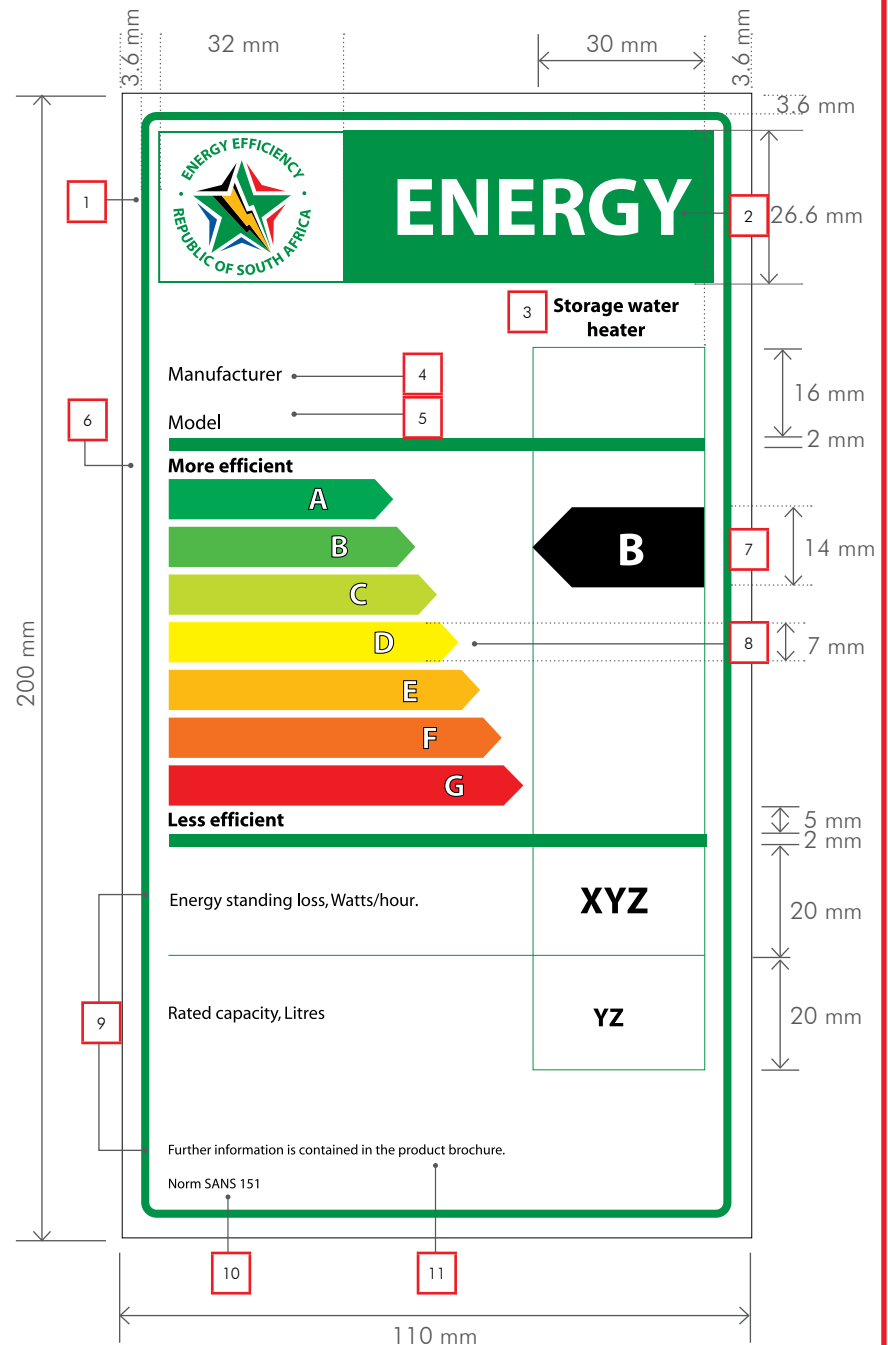 3.6 mm
32 mm
30 mm
3.6 mm
3.6 mm
ENERGY EFFICIENCY
REPUBLIC OF SOUTH AFRICA
ENERGY
1
2
26.6 mm
3
Storage water
heater
Manufacturer
4
16 mm
Model
5
6
2 mm
More efficient
A
B
B
7
14 mm
C
D
8
7 mm
200 mm
E
F
G
Less efficient
5 mm
2 mm
Energy standing loss, Watts/hour.
XYZ
20 mm
9
Rated capacity, Litres
YZ
20 mm
Further information is contained in the product brochure.
Norm SANS 151
10
11
110 mm